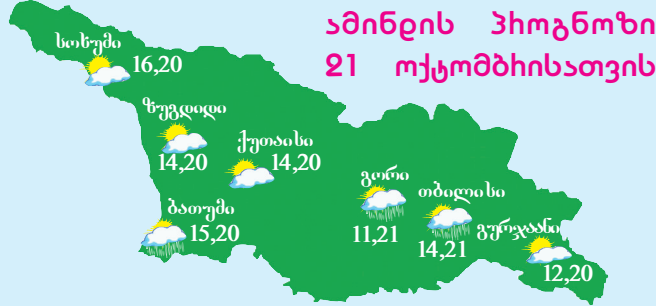 ამინდის პროგნოზი
21 ოქტომბრისათვის
სოხუმი
16,20
ზუგდიდი
14,20
ქუთაისი
14,20
ბათუმი
15,20
გორი
11,21
თბილისი
14,21
გურჯაანი
12,20